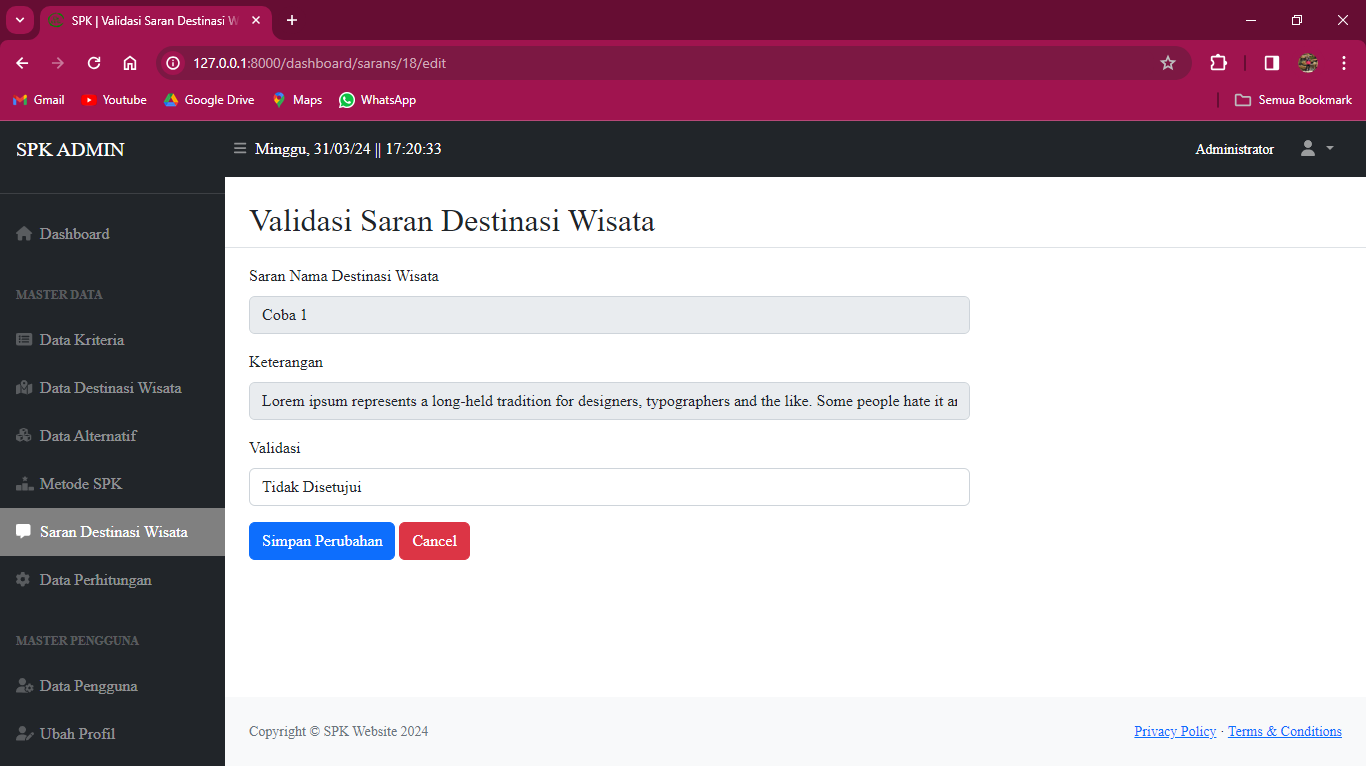 SPK | Validasi Saran Destinasi W
127.0.0.1:8000/dashboard/sarans/18/edit
Gmail Youtube Google Drive Maps WhatsApp Semua Bookmark
SPK ADMIN Minggu, 31/03/24 || 17:20:33 Administrator
Dashboard
MASTER DATA
Data Kriteria
Data Destinasi Wisata
Data Alternatif
Metode SPK
Saran Destinasi Wisata
Data Perhitungan
MASTER PENGGUNA
Data Pengguna
Ubah Profil
Validasi Saran Destinasi Wisata
Saran Nama Destinasi Wisata
Coba 1
Keterangan
Lorem ipsum represents a long-held tradition for designers, typographers and the like. Some people hate it ar
Validasi
Tidak Disetujui
Simpan Perubahan Cancel
Copyright © SPK Website 2024 Privacy Policy · Terms & Conditions